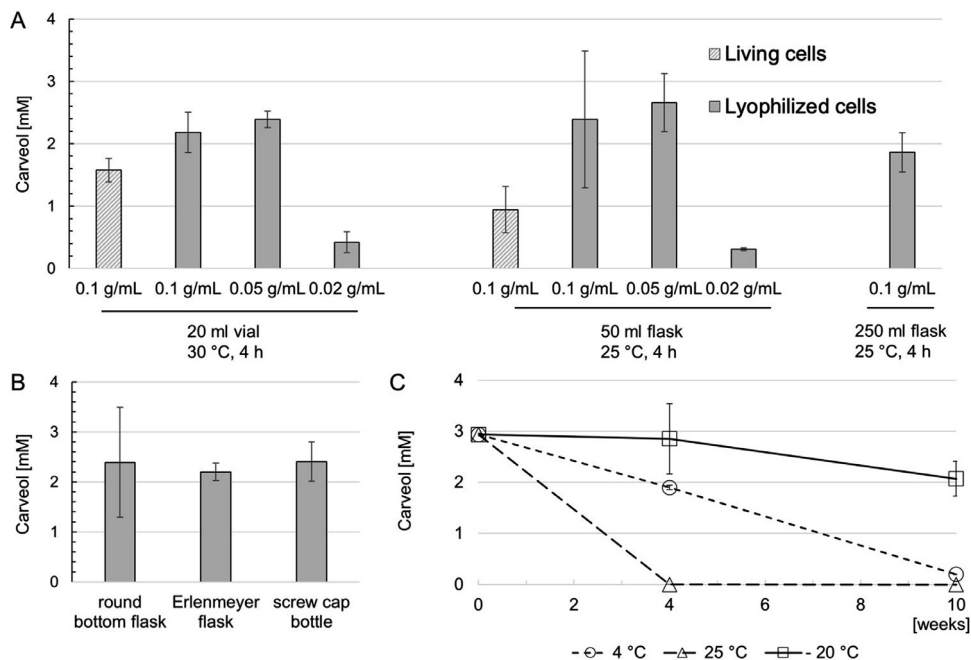 A
4
3
2
1
0
Carveol [mM]
Living cells
Lyophilized cells
0.1 g/mL 0.1 g/mL 0.05 g/mL 0.02 g/mL 0.1 g/mL 0.1 g/mL 0.05 g/mL 0.02 g/mL 0.1 g/mL
20 ml vial
30 °C, 4 h
50 ml flask
25 °C, 4 h
250 ml flask
25 °C, 4 h
B
4
3
2
1
0
Carveol [mM]
round
bottom flask
Erlenmeyer
flask
screw cap
bottle
C
4
3
2
1
0
Carveol [mM]
0 2 4 6 8 10
[weeks]
4 °C 25 °C - 20 °C